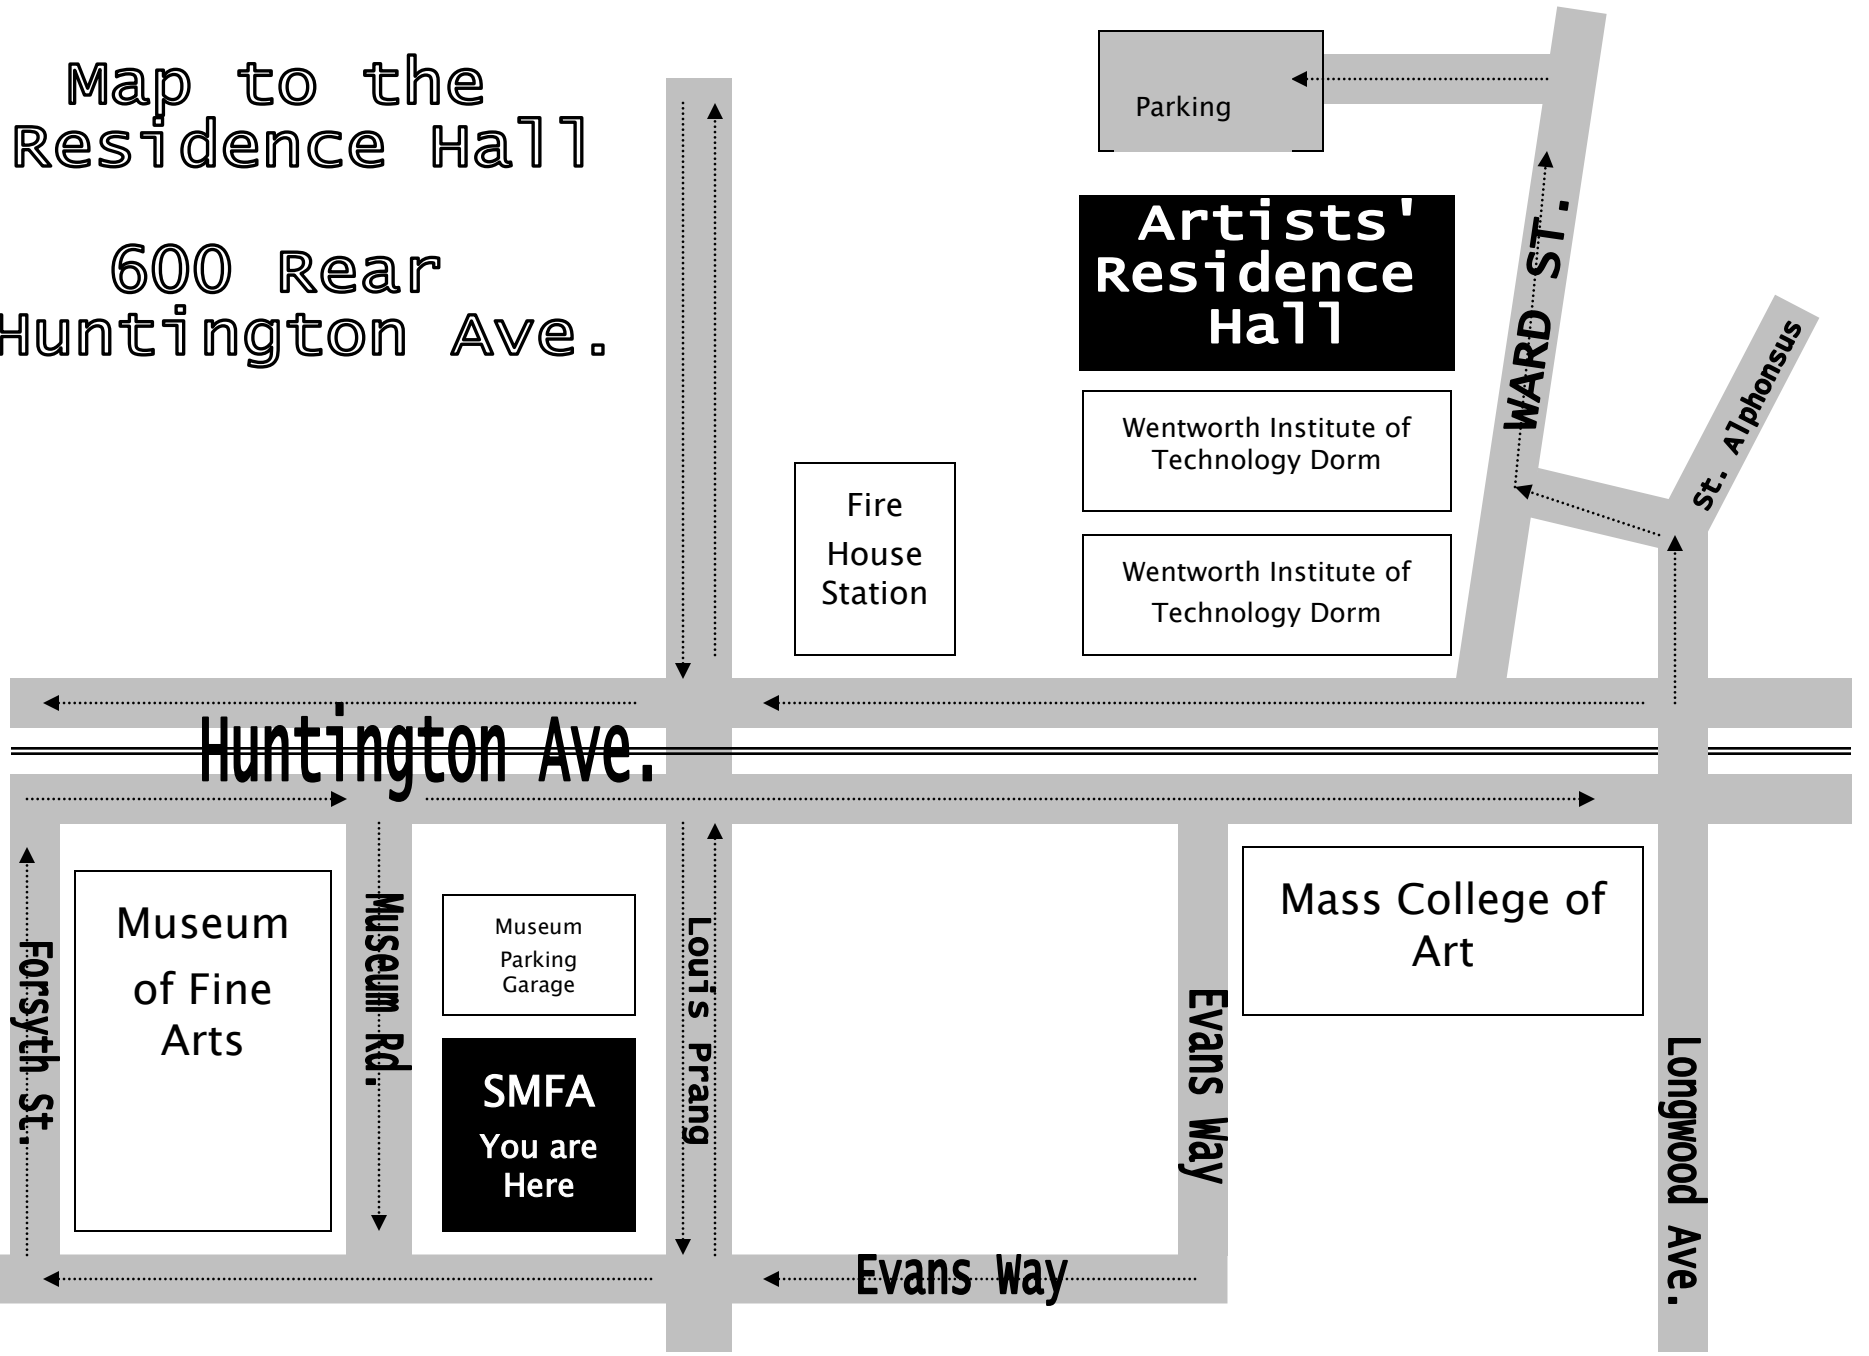 Map to the
Residence Hall
600 Rear
Huntington Ave.
Parking
Artists'
Residence
Hall
WARD ST.
St. Alphonsus
Wentworth Institute of
Technology Dorm
Fire
House
Station
Wentworth Institute of
Technology Dorm
Huntington Ave.
Forsyth St.
Museum
of Fine
Arts
Museum Rd.
Museum
Parking
Garage
SMFA
You are
Here
Louis Prang
Evans Way
Mass College of
Art
Longwood Ave.
Evans Way